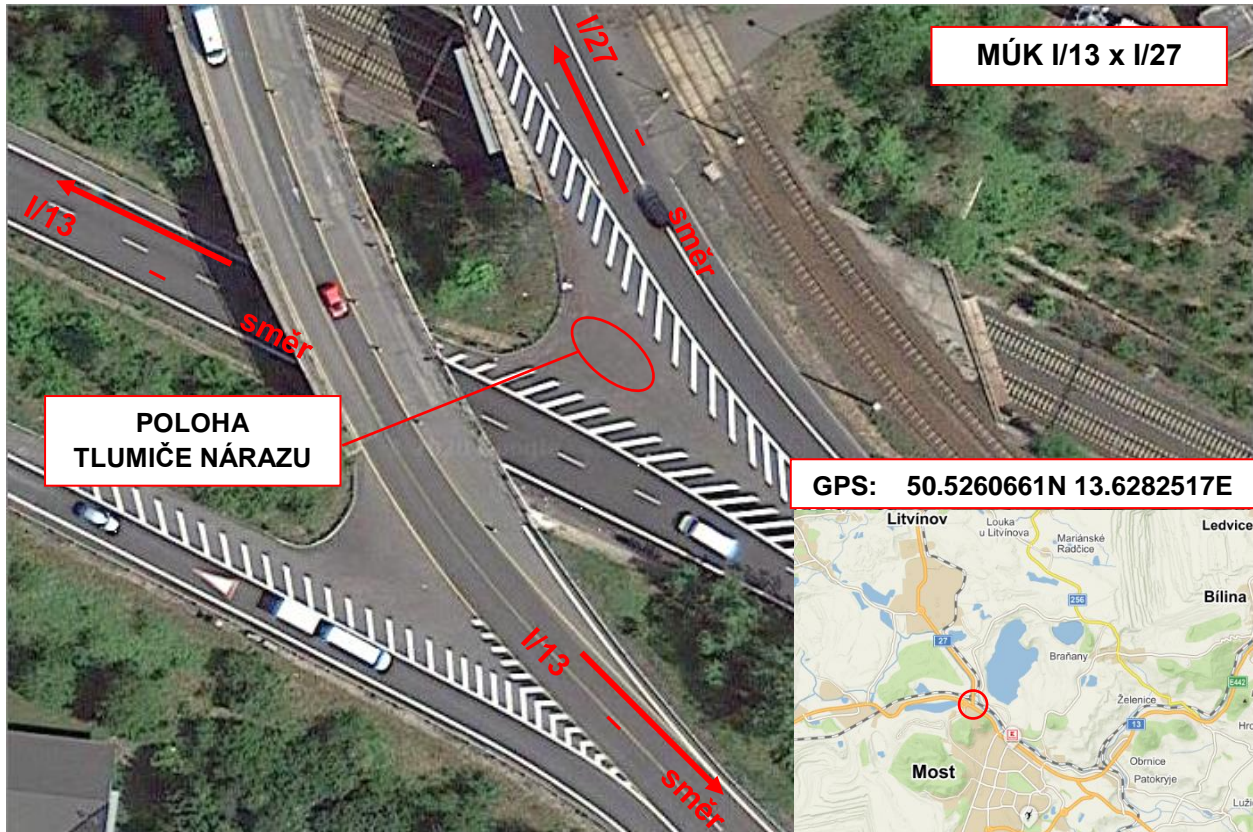 MÚK I/13 x I/27
I/27
–
směr
I/13
–
směr
POLOHA
TLUMIČE NÁRAZU
I/13
–
směr
GPS: 50.5260661N 13.6282517E
Litvínov
Louka
u Litvínova
Mariánské
Radčice
Ledvice
256
Bílina
27
Braňany
E442
Želenice
13
Obrnice
Patokryje
Most